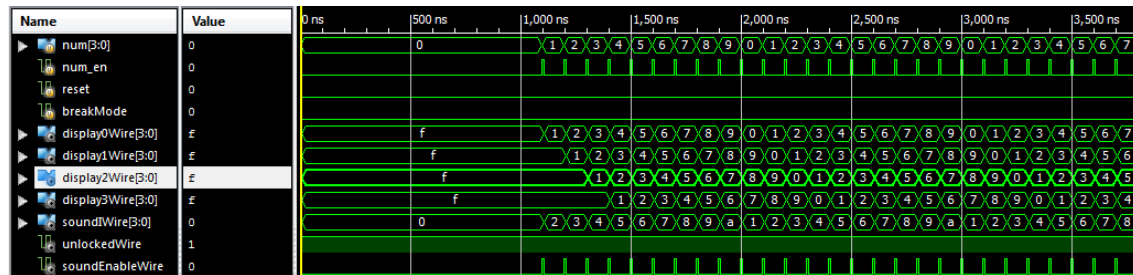 Name Value 0 ns 500 ns 1,000 ns 1,500 ns 2,000 ns 2,500 ns 3,000 ns 3,500 ns
num[3:0] 0 0 1 2 3 4 5 6 7 8 9 0 1 2 3 4 5 6 7 8 9 0 1 2 3 4 5 6 7
num_en 0
reset 0
breakMode 0
display0Wire[3:0] f f 1 2 3 4 5 6 7 8 9 0 1 2 3 4 5 6 7 8 9 0 1 2 3 4 5 6 7
display1Wire[3:0] f f 1 2 3 4 5 6 7 8 9 0 1 2 3 4 5 6 7 8 9 0 1 2 3 4 5 6
display2Wire[3:0] f f 1 2 3 4 5 6 7 8 9 0 1 2 3 4 5 6 7 8 9 0 1 2 3 4 5
display3Wire[3:0] f f 1 2 3 4 5 6 7 8 9 0 1 2 3 4 5 6 7 8 9 0 1 2 3 4
soundIWire[3:0] 0 0 2 3 4 5 6 7 8 9 a 1 2 3 4 5 6 7 8 9 a 1 2 3 4 5 6 7 8
unlockedWire 1
soundEnableWire 0